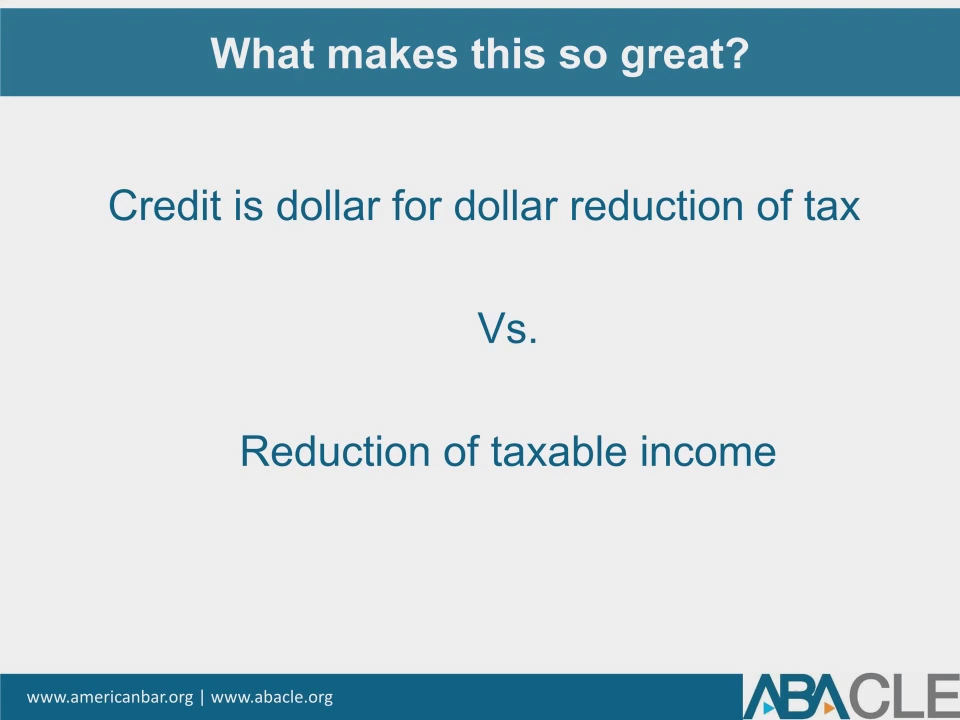 What makes this so great?
Credit is dollar for dollar reduction of tax
Vs.
Reduction of taxable income
www.americanbar.org | www.abacle.org
ABACLE